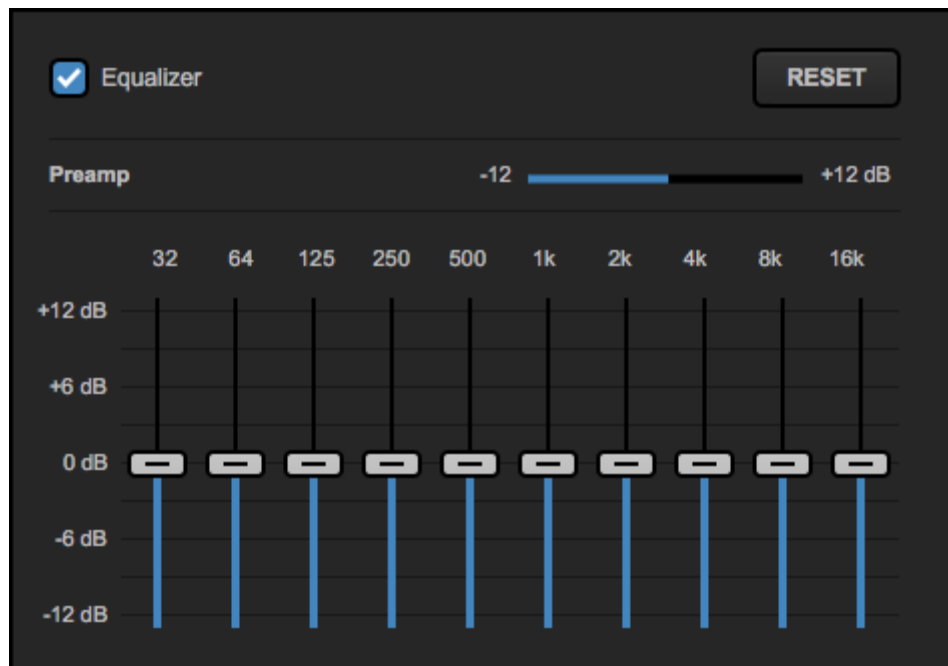 Equalizer RESET
Preamp -12 +12 dB
32 64 125 250 500 1k 2k 4k 8k 16k
+12 dB
+6 dB
0 dB
-6 dB
-12 dB